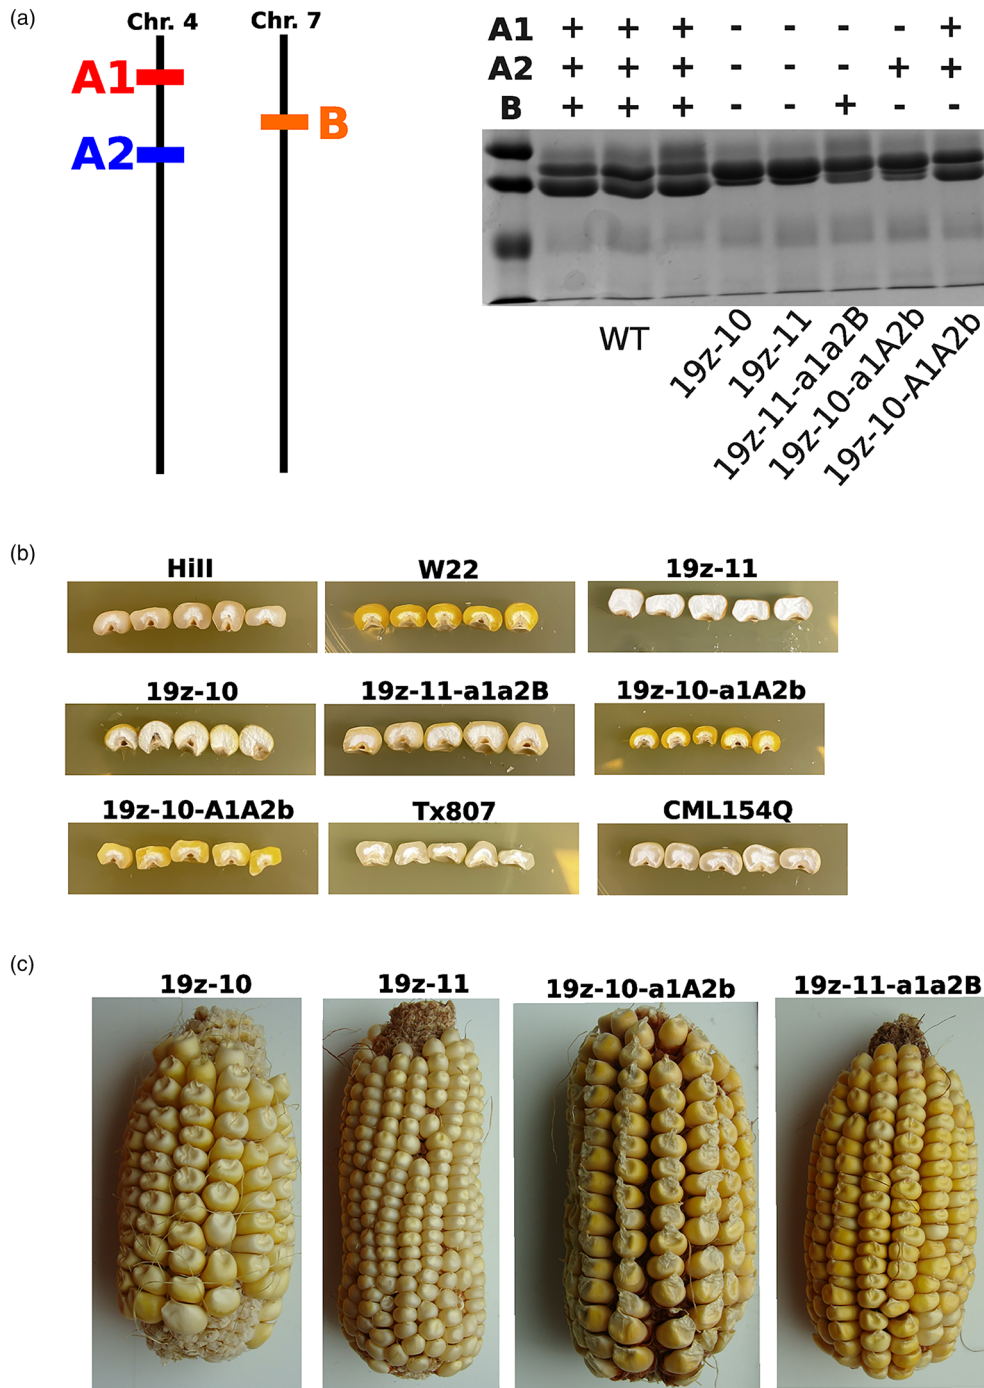 (a)
Chr. 4 Chr. 7
A1
A2
B
A1 + + + - - - - +
A2 + + + - - - + +
B + + + - - + - -
WT
19z-10
19z-11
19z-11-a1a2B
19z-10-a1A2b
19z-10-A1A2b
(b)
HiII W22 19z-11
19z-10 19z-11-a1a2B 19z-10-a1A2b
19z-10-A1A2b Tx807 CML154Q
(c)
19z-10 19z-11 19z-10-a1A2b 19z-11-a1a2B